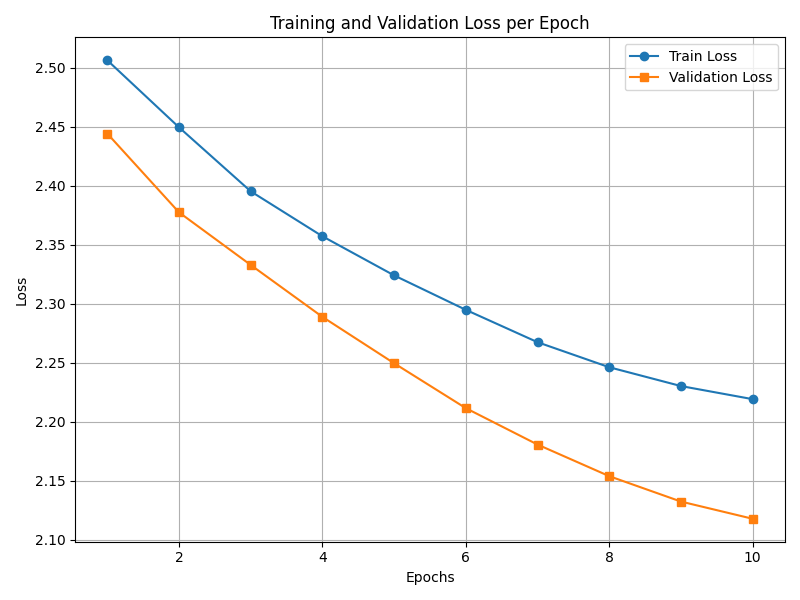 Training and Validation Loss per Epoch
Train Loss
Validation Loss
2.50
2.45
2.40
2.35
2.30
2.25
2.20
2.15
2.10
Loss
2 4 6 8 10
Epochs